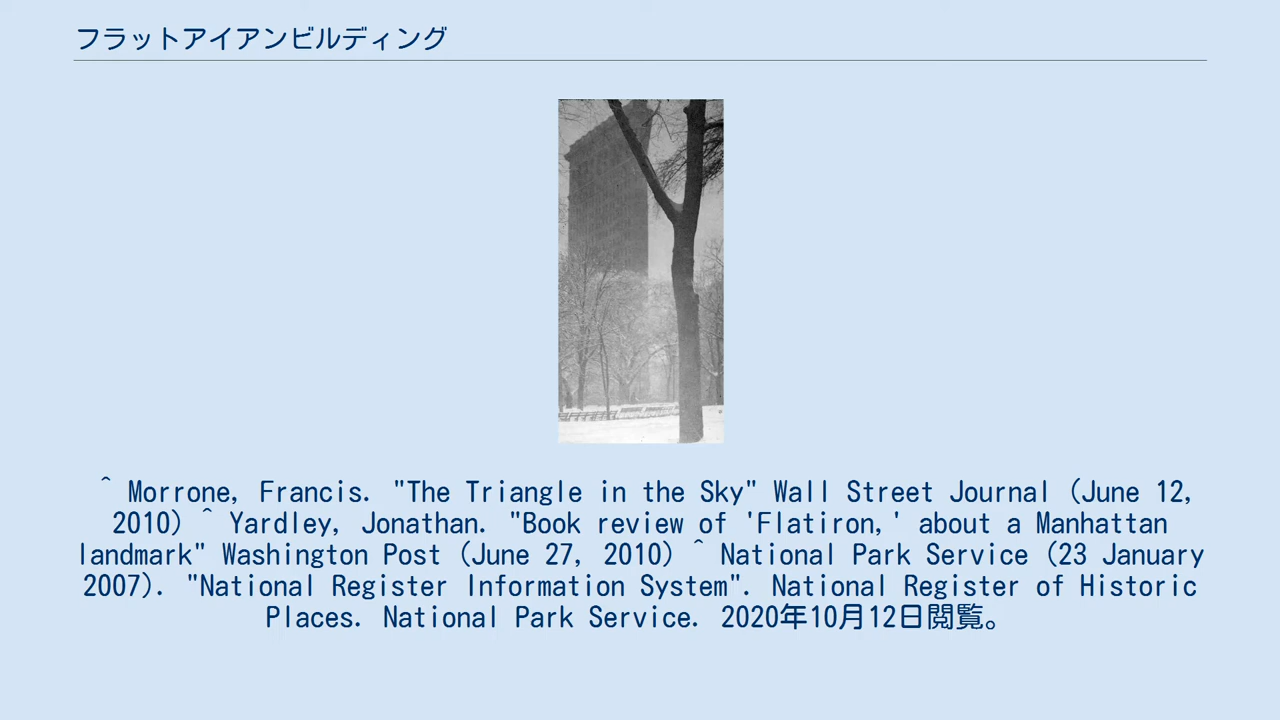 フラットアイアンビルディング
^ Morrone, Francis. "The Triangle in the Sky" Wall Street Journal (June 12,
2010) ^ Yardley, Jonathan. "Book review of 'Flatiron,' about a Manhattan
landmark" Washington Post (June 27, 2010) ^ National Park Service (23 January
2007). "National Register Information System". National Register of Historic
Places. National Park Service. 2020年10月12日閲覧。